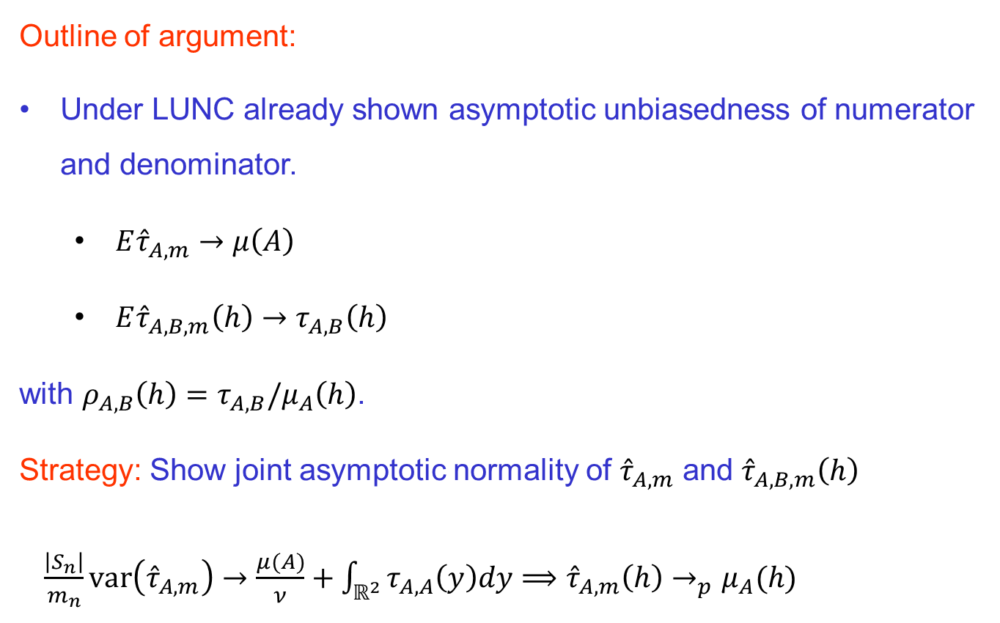 Outline of argument:
• Under LUNC already shown asymptotic unbiasedness of numerator
and denominator.
• $E\hat{\tau}_{A,m} \to \mu(A)$
• $E\hat{\tau}_{A,B,m}(h) \to \tau_{A,B}(h)$
with $\rho_{A,B}(h) = \tau_{A,B}/\mu_A(h)$.
Strategy: Show joint asymptotic normality of $\hat{\tau}_{A,m}$ and $\hat{\tau}_{A,B,m}(h)$
$\frac{|S_n|}{m_n}\mathrm{var}(\hat{\tau}_{A,m}) \to \frac{\mu(A)}{\nu} + \int_{\mathbb{R}^2} \tau_{A,A}(y)dy \Longrightarrow \hat{\tau}_{A,m}(h) \to_p \mu_A(h)$